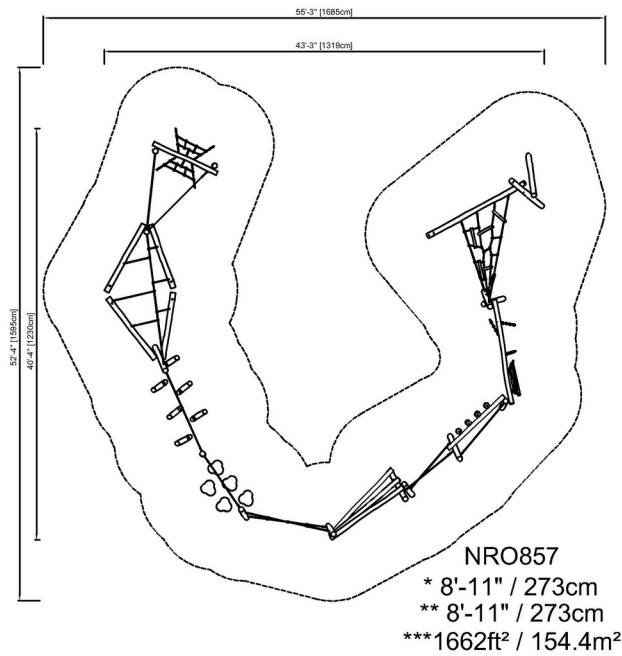 55'-3" [1685cm]
43'-3" [1319cm]
52'-4" [1595cm]
40'-4" [1230cm]
NRO857
* 8'-11" / 273cm
** 8'-11" / 273cm
***1662ft² / 154.4m²